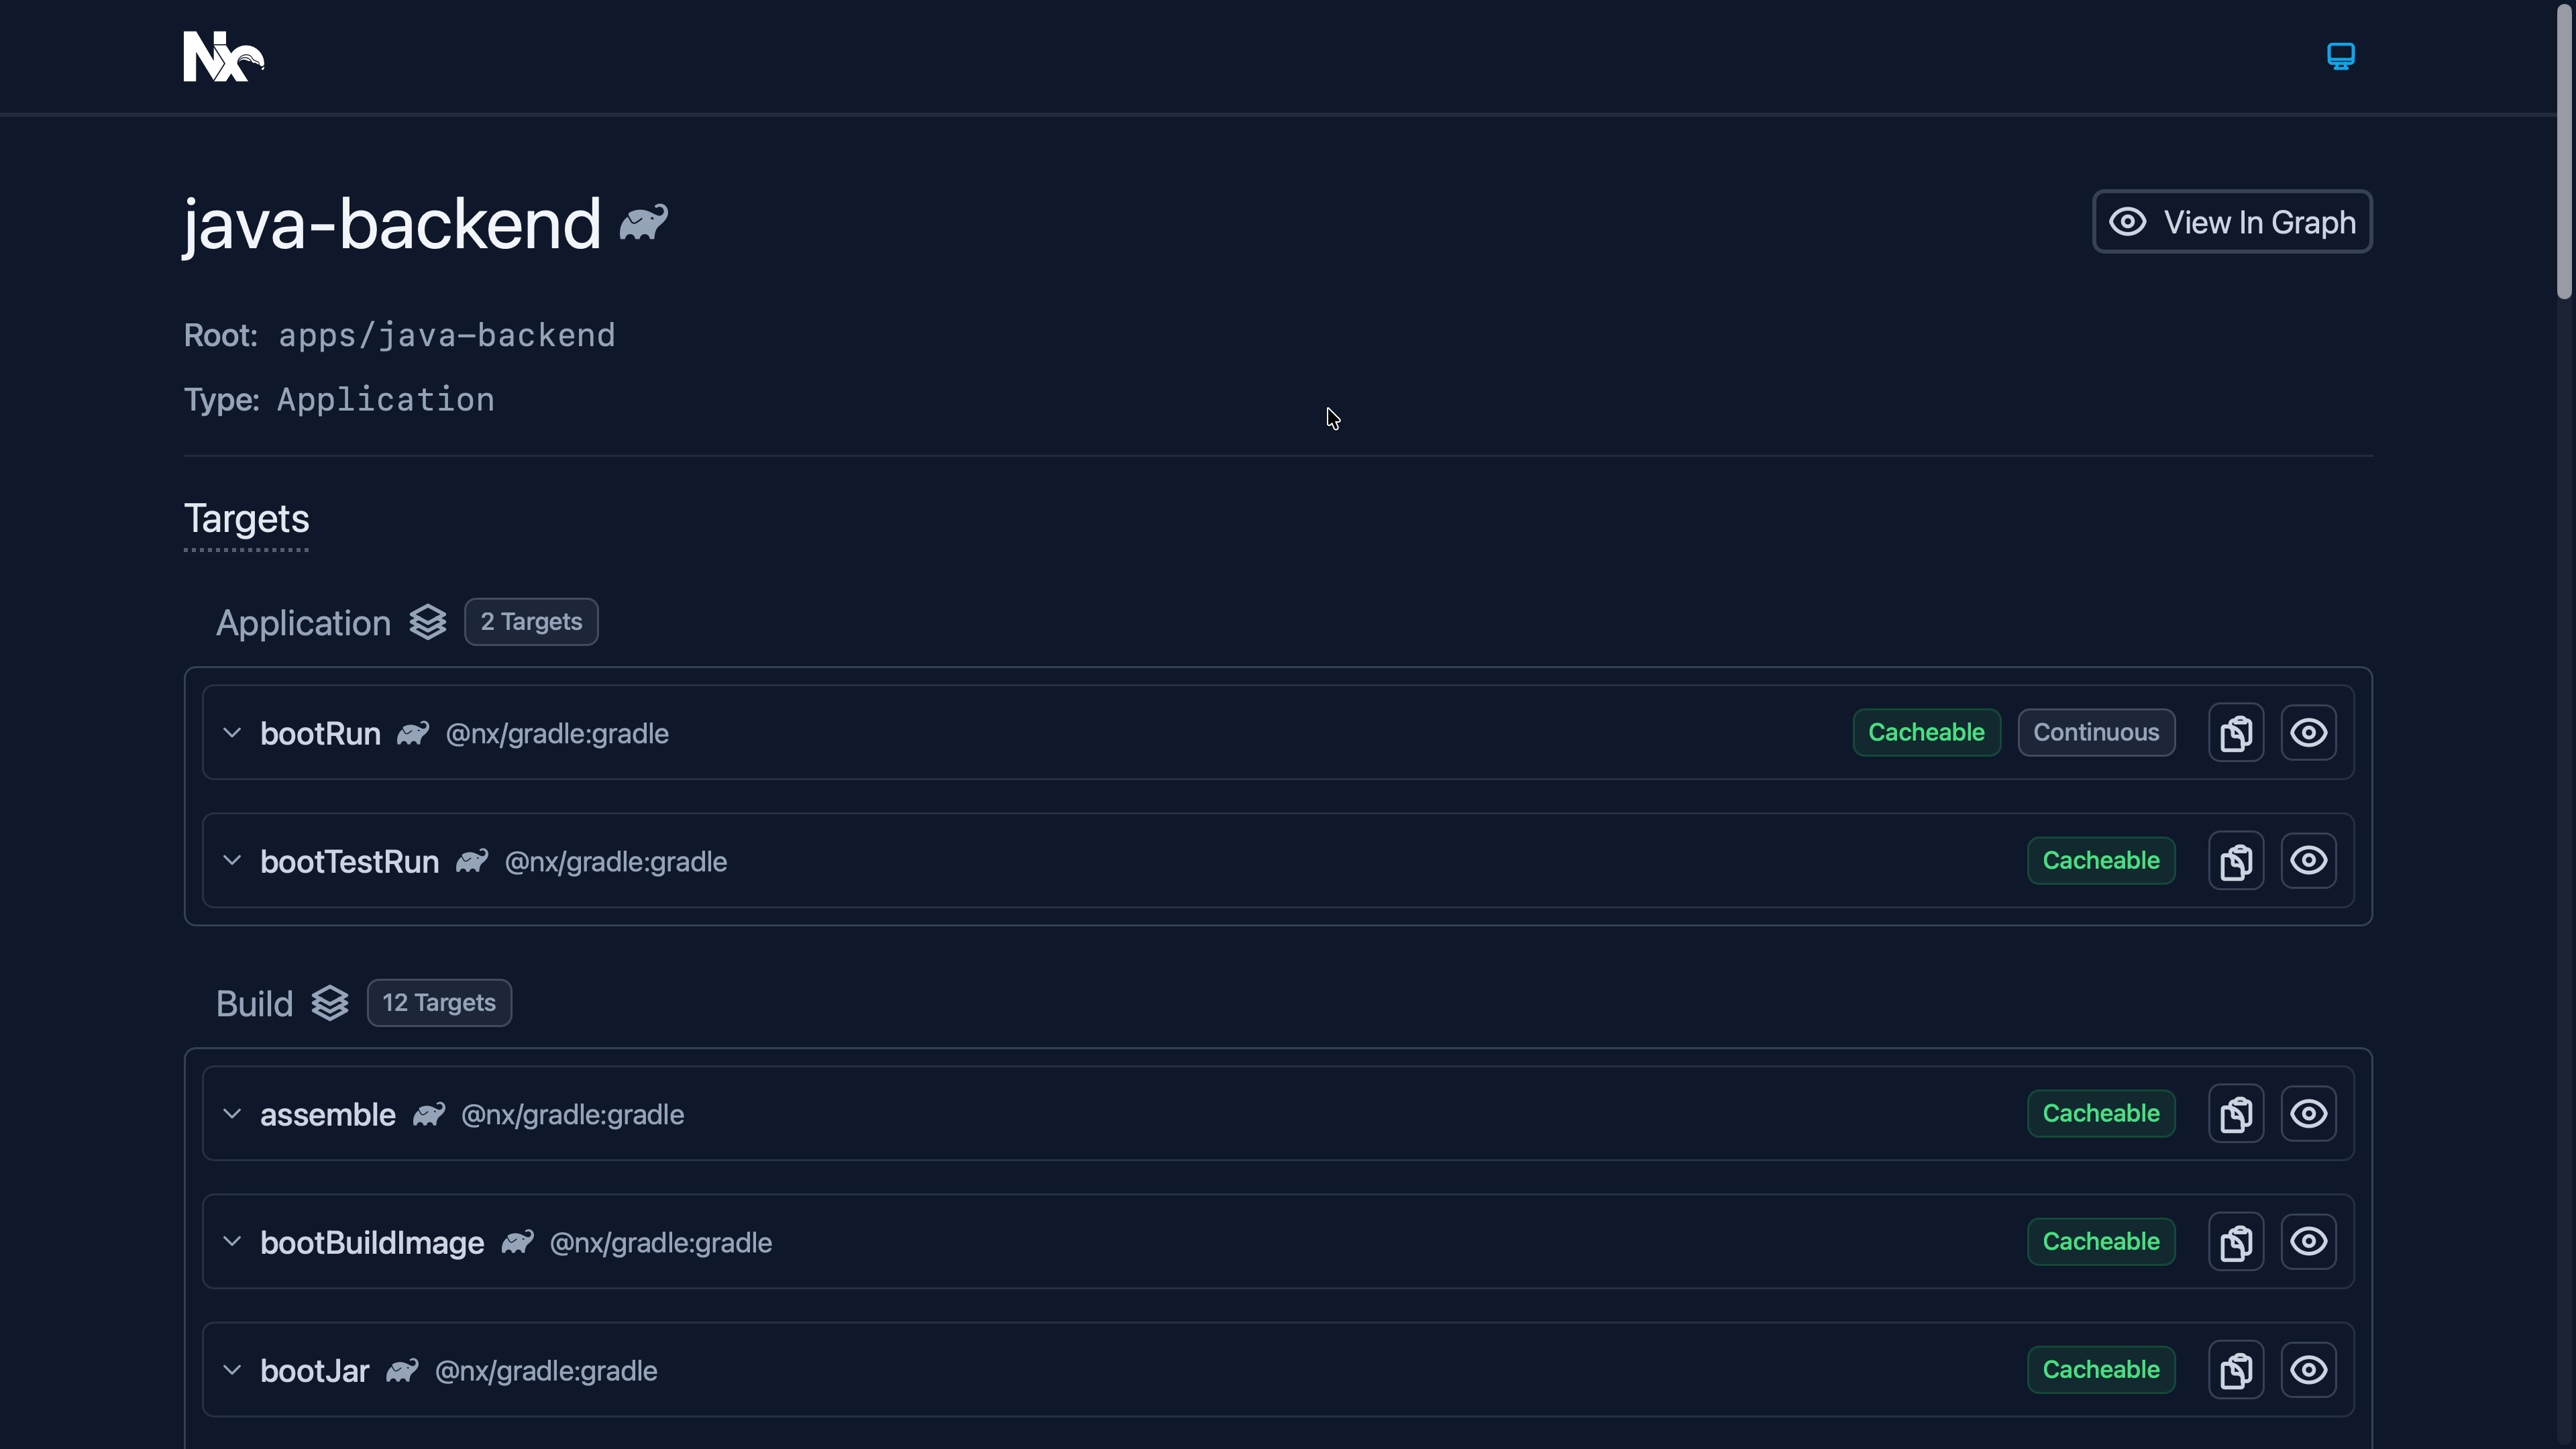 Nx
java-backend
View In Graph
Root: apps/java-backend
Type: Application
Targets
Application 2 Targets
bootRun @nx/gradle:gradle Cacheable Continuous
bootTestRun @nx/gradle:gradle Cacheable
Build 12 Targets
assemble @nx/gradle:gradle Cacheable
bootBuildImage @nx/gradle:gradle Cacheable
bootJar @nx/gradle:gradle Cacheable